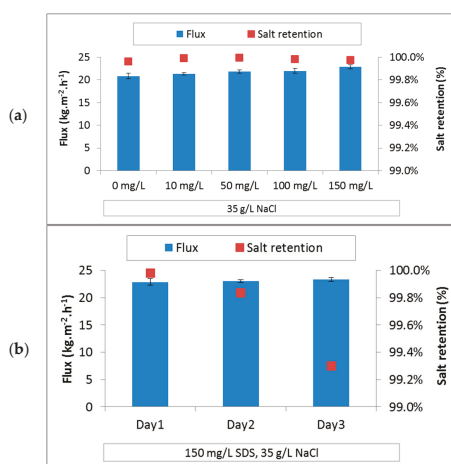 (a)
Flux Salt retention
25 100.0%
20 99.8%
15 99.6%
10 99.4%
5 99.2%
0 99.0%
Flux (kg.m⁻².h⁻¹)
Salt retention (%)
0 mg/L 10 mg/L 50 mg/L 100 mg/L 150 mg/L
35 g/L NaCl
(b)
Flux Salt retention
25 100.0%
20 99.8%
15 99.6%
10 99.4%
5 99.2%
0 99.0%
Flux (kg.m⁻².h⁻¹)
Salt retention (%)
Day1 Day2 Day3
150 mg/L SDS, 35 g/L NaCl